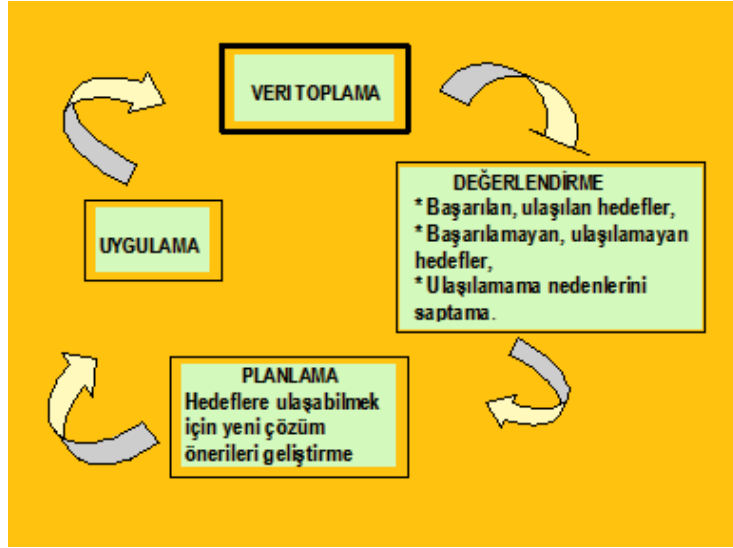 VERI TOPLAMA
DEĞERLENDİRME
* Başarılan, ulaşılan hedefler,
* Başarılamayan, ulaşılamayan
hedefler,
* Ulaşılamama nedenlerini
saptama.
UYGULAMA
PLANLAMA
Hedeflere ulaşabilmek
için yeni çözüm
önerileri geliştirme